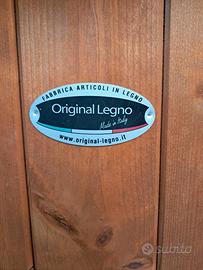 FABBRICA ARTICOLI IN LEGNO
Original Legno
Made in Italy
www.original-legno.it
subito